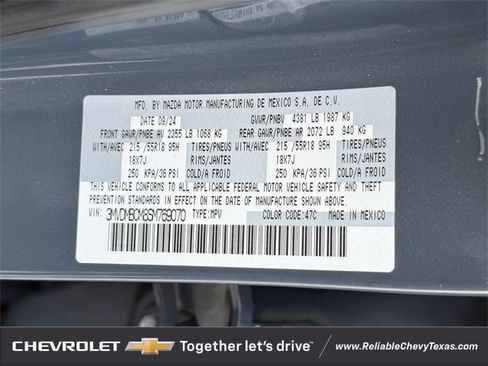 MFD. BY MAZDA MOTOR MANUFACTURING DE MEXICO S.A. DE C.V.
DATE 09/24 GVWR/PNBV 4381 LB 1987 KG
FRONT GAWR/PNBE AV 2355 LB 1068 KG REAR GAWR/PNBE AR 2072 LB 940 KG
WITH/AVEC 215 /55R18 95H TIRES/PNEUS WITH/AVEC 215 /55R18 95H TIRES/PNEUS
18X7J RIMS/JANTES 18X7J RIMS/JANTES
250 KPA/36 PSI COLD/A FROID 250 KPA/36 PSI COLD/A FROID
THIS VEHICLE CONFORMS TO ALL APPLICABLE FEDERAL MOTOR VEHICLE SAFETY AND THEFT
PREVENTION STANDARDS IN EFFECT ON THE DATE OF MANUFACTURE SHOWN ABOVE.
VIN: 3MVDMBCM8SM769070 TYPE:MPV COLOR CODE:47C MADE IN MEXICO
CHEVROLET Together let's drive™ www.ReliableChevyTexas.com